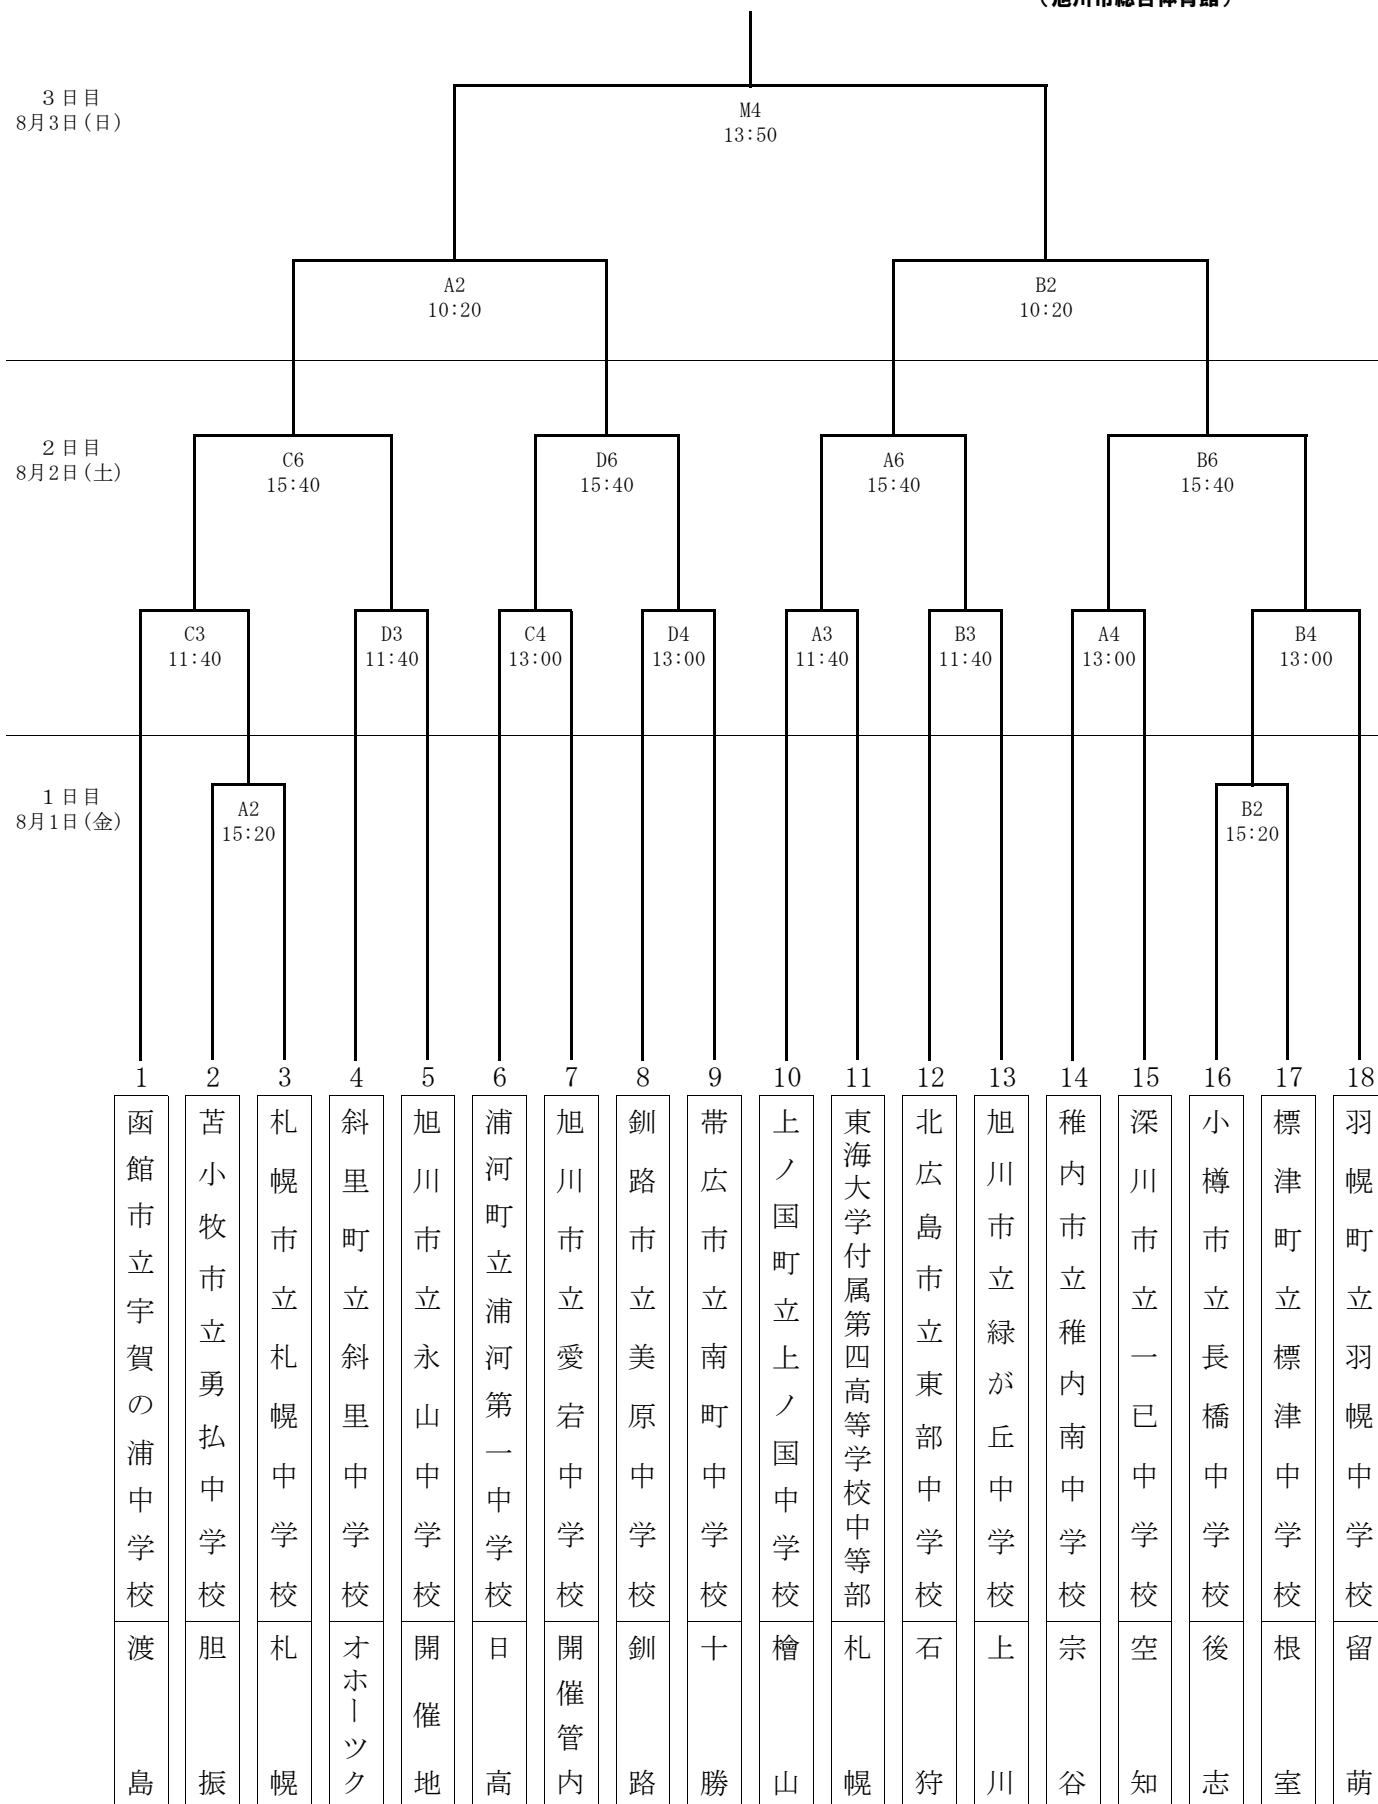 (旭川市総合体育館)
M4
13:50
3日目
8月3日(日)
A2
10:20
B2
10:20
2日目
8月2日(土)
C6
15:40
D6
15:40
A6
15:40
B6
15:40
C3
11:40
D3
11:40
C4
13:00
D4
13:00
A3
11:40
B3
11:40
A4
13:00
B4
13:00
1日目
8月1日(金)
A2
15:20
B2
15:20
1 2 3 4 5 6 7 8 9 10 11 12 13 14 15 16 17 18
函館市立宇賀の浦中学校
苫小牧市立勇払中学校
札幌市立札幌中学校
斜里町立斜里中学校
旭川市立永山中学校
浦河町立浦河第一中学校
旭川市立愛宕中学校
釧路市立美原中学校
帯広市立南町中学校
上ノ国町立上ノ国中学校
東海大学付属第四高等学校中等部
北広島市立東部中学校
旭川市立緑が丘中学校
稚内市立稚内南中学校
深川市立一已中学校
小樽市立長橋中学校
標津町立標津中学校
羽幌町立羽幌中学校
渡島
胆振
札幌
オホーツク
開催地
日高
開催管内
釧路
十勝
檜山
札幌
石狩
上川
宗谷
空知
後志
根室
留萌